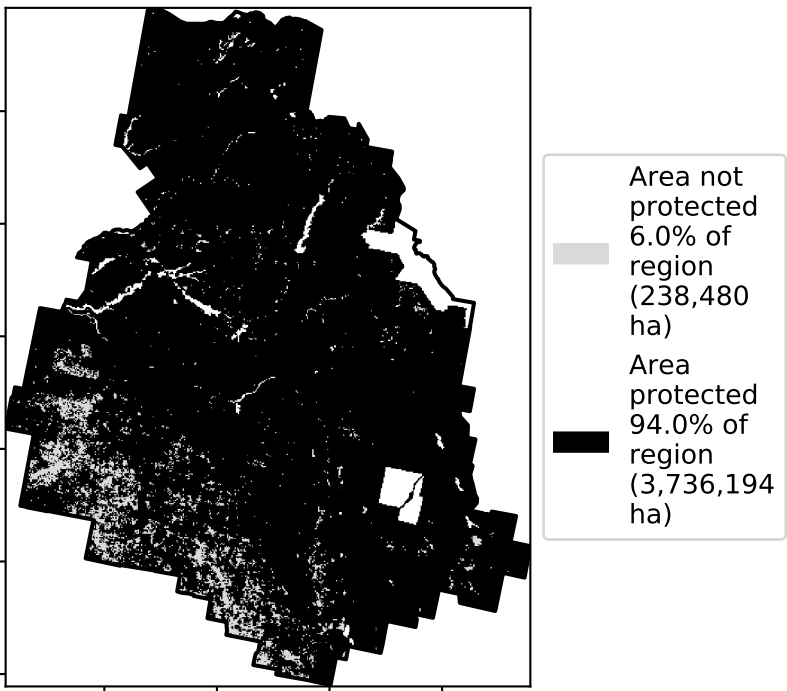 Area not
protected
6.0% of
region
(238,480
ha)
Area
protected
94.0% of
region
(3,736,194
ha)